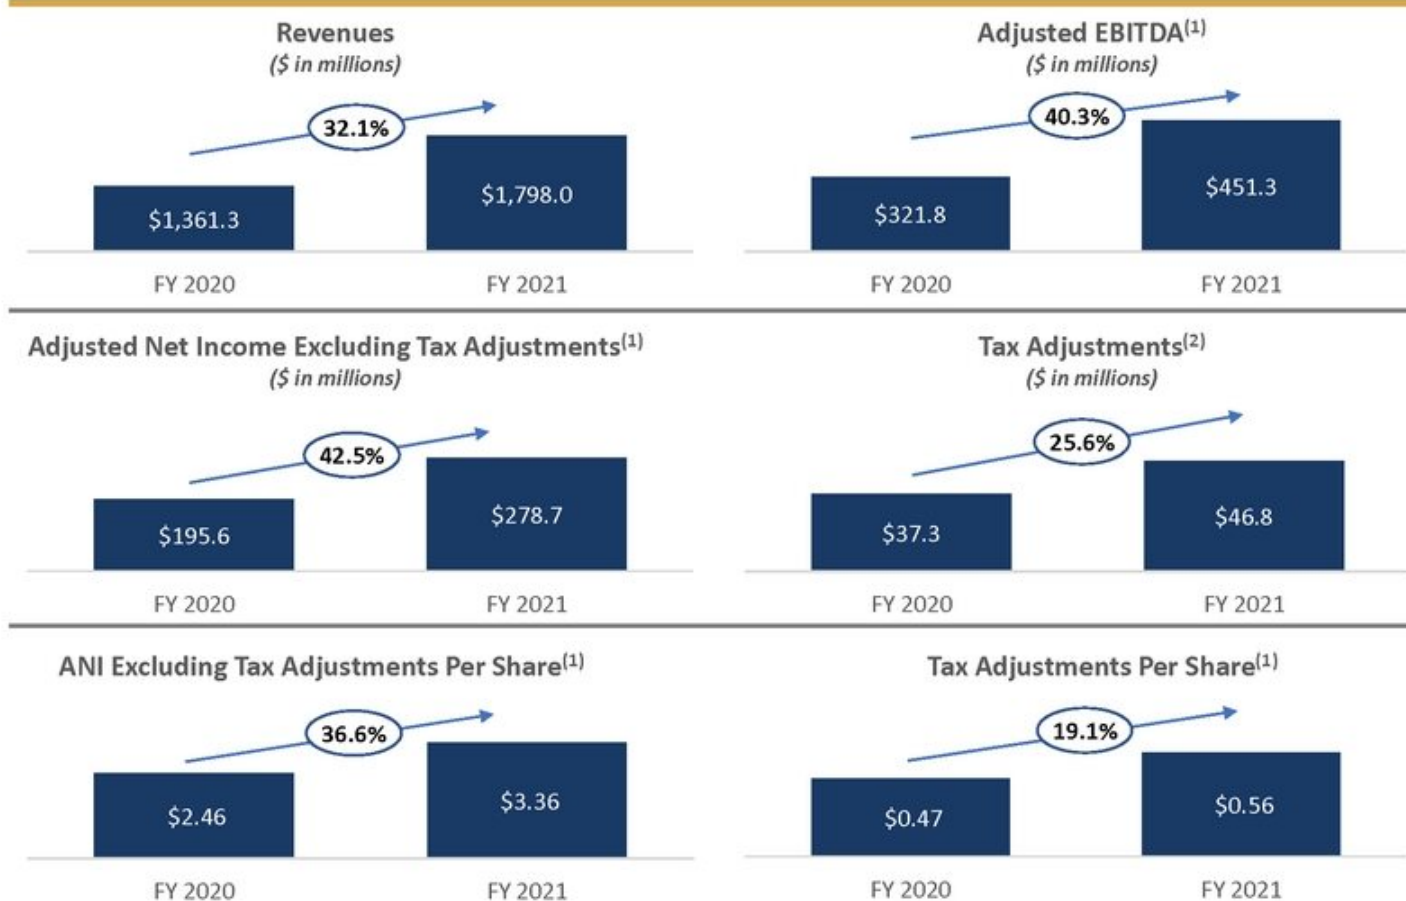 Revenues
($ in millions)
32.1%
$1,361.3
$1,798.0
FY 2020
FY 2021
Adjusted EBITDA(1)
($ in millions)
40.3%
$321.8
$451.3
FY 2020
FY 2021
Adjusted Net Income Excluding Tax Adjustments(1)
($ in millions)
42.5%
$195.6
$278.7
FY 2020
FY 2021
Tax Adjustments(2)
($ in millions)
25.6%
$37.3
$46.8
FY 2020
FY 2021
ANI Excluding Tax Adjustments Per Share(1)
36.6%
$2.46
$3.36
FY 2020
FY 2021
Tax Adjustments Per Share(1)
19.1%
$0.47
$0.56
FY 2020
FY 2021